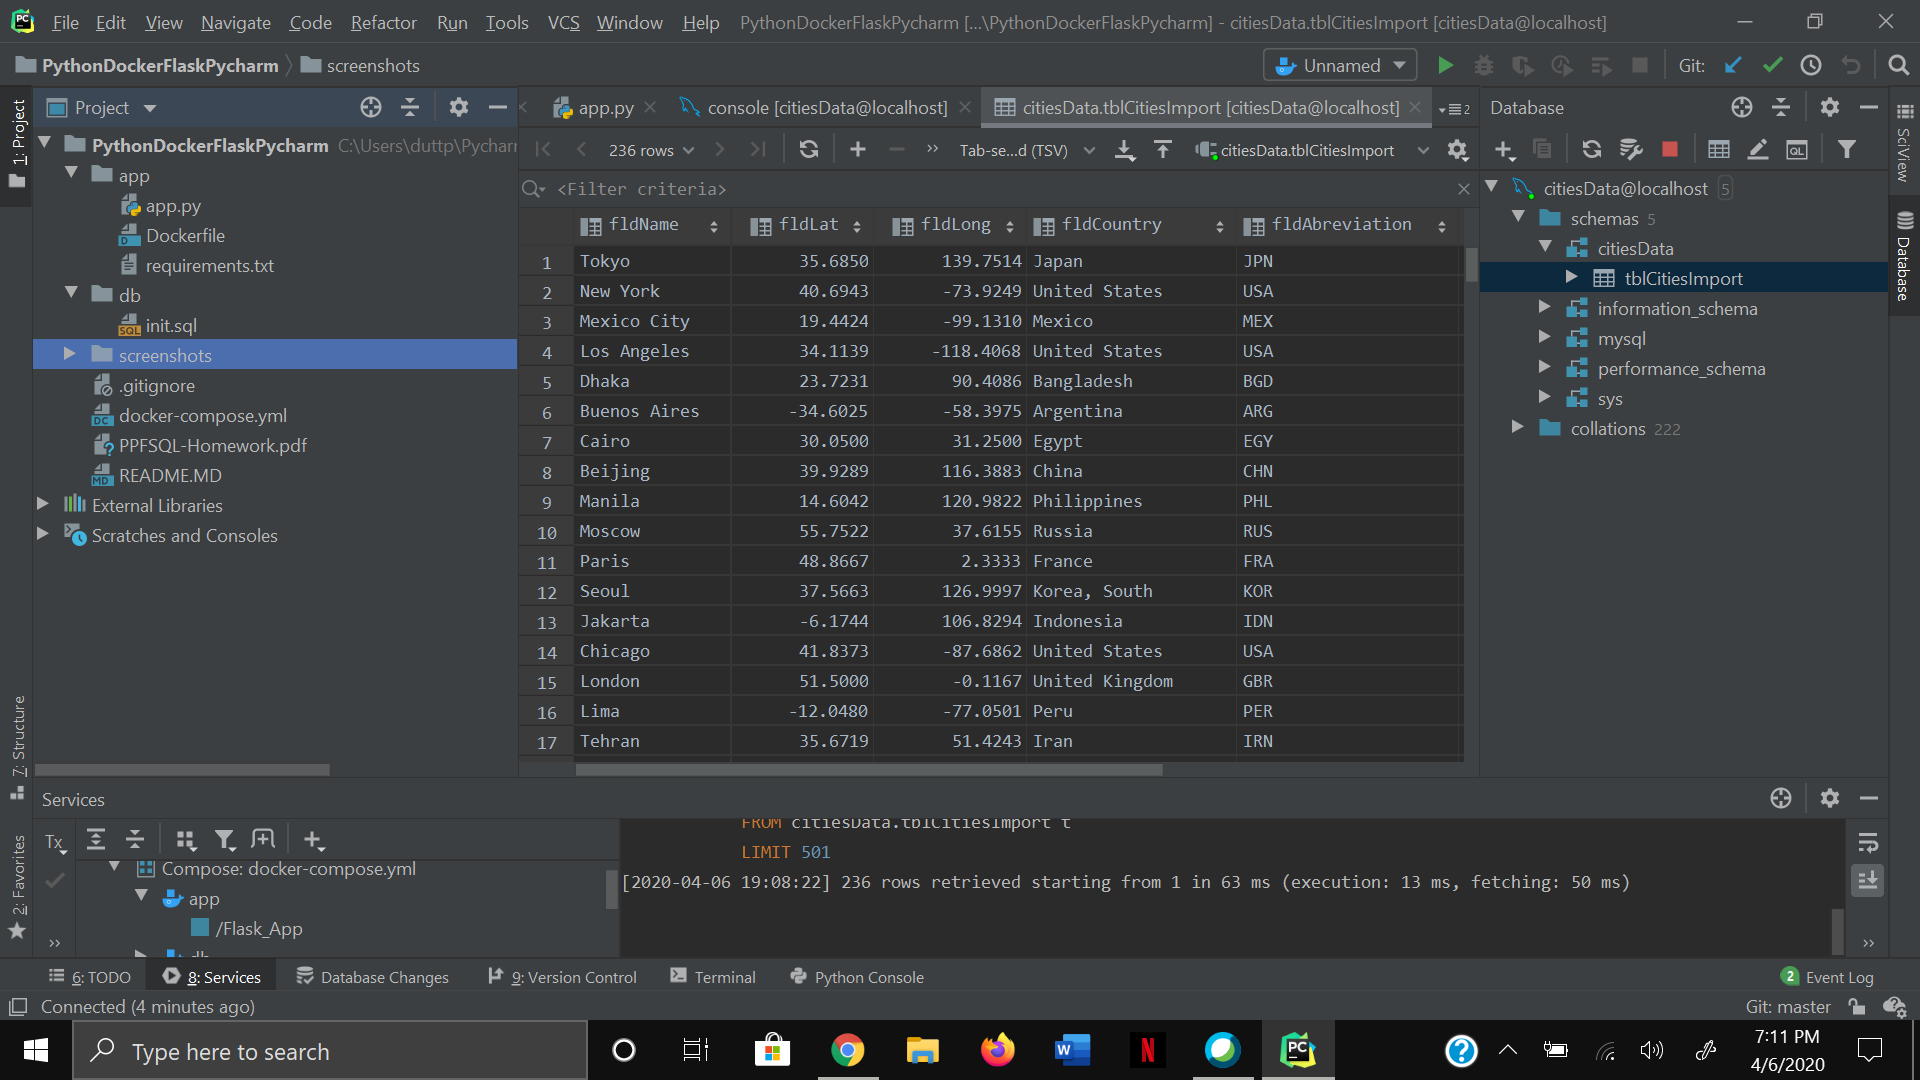 File Edit View Navigate Code Refactor Run Tools VCS Window Help PythonDockerFlaskPycharm [...\PythonDockerFlaskPycharm] - citiesData.tblCitiesImport [citiesData@localhost]
PythonDockerFlaskPycharm screenshots Unnamed Git:
Project
app.py console [citiesData@localhost] citiesData.tblCitiesImport [citiesData@localhost] 2
Database
1: Project
7: Structure
2: Favorites
SciView
Database
PythonDockerFlaskPycharm C:\Users\duttp\Pycharm
app
app.py
Dockerfile
requirements.txt
db
init.sql
screenshots
.gitignore
docker-compose.yml
PPFSQL-Homework.pdf
README.MD
External Libraries
Scratches and Consoles
236 rows Tab-se...d (TSV) citiesData.tblCitiesImport
<Filter criteria>
fldName fldLat fldLong fldCountry fldAbreviation
1 Tokyo 35.6850 139.7514 Japan JPN
2 New York 40.6943 -73.9249 United States USA
3 Mexico City 19.4424 -99.1310 Mexico MEX
4 Los Angeles 34.1139 -118.4068 United States USA
5 Dhaka 23.7231 90.4086 Bangladesh BGD
6 Buenos Aires -34.6025 -58.3975 Argentina ARG
7 Cairo 30.0500 31.2500 Egypt EGY
8 Beijing 39.9289 116.3883 China CHN
9 Manila 14.6042 120.9822 Philippines PHL
10 Moscow 55.7522 37.6155 Russia RUS
11 Paris 48.8667 2.3333 France FRA
12 Seoul 37.5663 126.9997 Korea, South KOR
13 Jakarta -6.1744 106.8294 Indonesia IDN
14 Chicago 41.8373 -87.6862 United States USA
15 London 51.5000 -0.1167 United Kingdom GBR
16 Lima -12.0480 -77.0501 Peru PER
17 Tehran 35.6719 51.4243 Iran IRN
QL
citiesData@localhost 5
schemas 5
citiesData
tblCitiesImport
information_schema
mysql
performance_schema
sys
collations 222
Services
Tx
Compose: docker-compose.yml
app
/Flask_App
db
FROM citiesData.tblCitiesImport t
LIMIT 501
[2020-04-06 19:08:22] 236 rows retrieved starting from 1 in 63 ms (execution: 13 ms, fetching: 50 ms)
6: TODO 8: Services Database Changes 9: Version Control Terminal Python Console 2 Event Log
Connected (4 minutes ago) Git: master
Type here to search
7:11 PM
4/6/2020